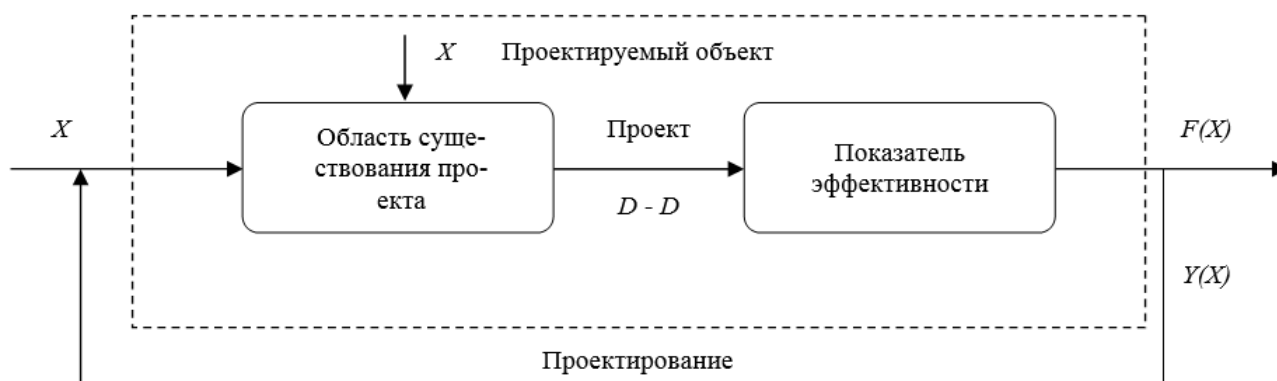 X Проектируемый объект
X
Область суще-
ствования про-
екта
Проект
D - D
Показатель
эффективности
F(X)
Y(X)
Проектирование